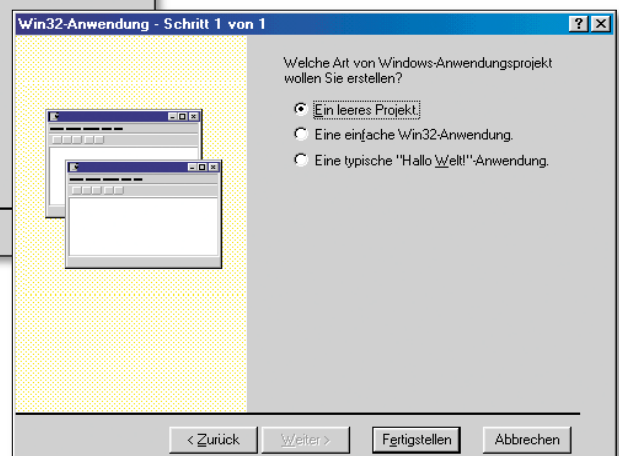 Win32-Anwendung - Schritt 1 von 1
Welche Art von Windows-Anwendungsprojekt
wollen Sie erstellen?
Ein leeres Projekt.
Eine einfache Win32-Anwendung.
Eine typische "Hallo Welt!"-Anwendung.
< Zurück
Weiter >
Fertigstellen
Abbrechen